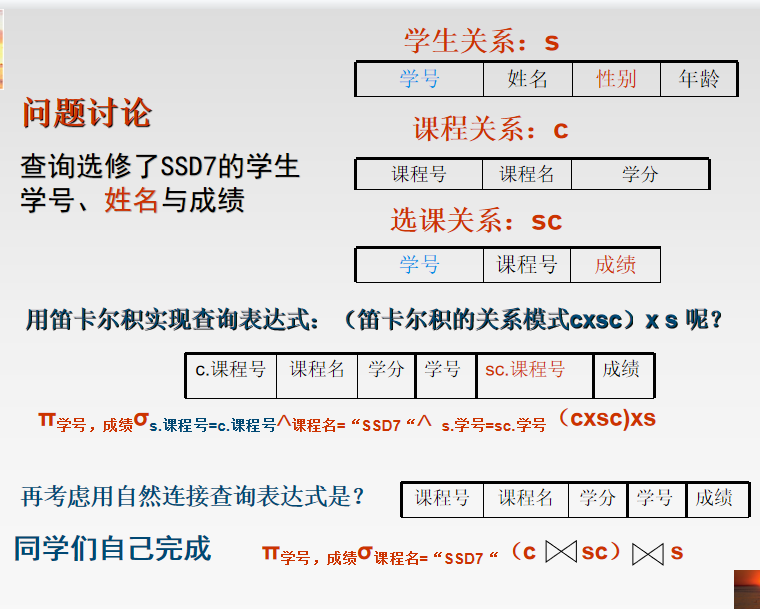 学生关系：s
学号 姓名 性别 年龄
问题讨论
课程关系：c
查询选修了SSD7的学生
学号、姓名与成绩
课程号 课程名 学分
选课关系：sc
学号 课程号 成绩
用笛卡尔积实现查询表达式：（笛卡尔积的关系模式cxsc）x s 呢？
c.课程号 课程名 学分 学号 sc.课程号 成绩
π学号，成绩σs.课程号=c.课程号∧课程名=“SSD7“∧ s.学号=sc.学号（cxsc)xs
再考虑用自然连接查询表达式是？
课程号 课程名 学分 学号 成绩
同学们自己完成
π学号，成绩σ课程名=“SSD7“（c ⋈ sc）⋈ s